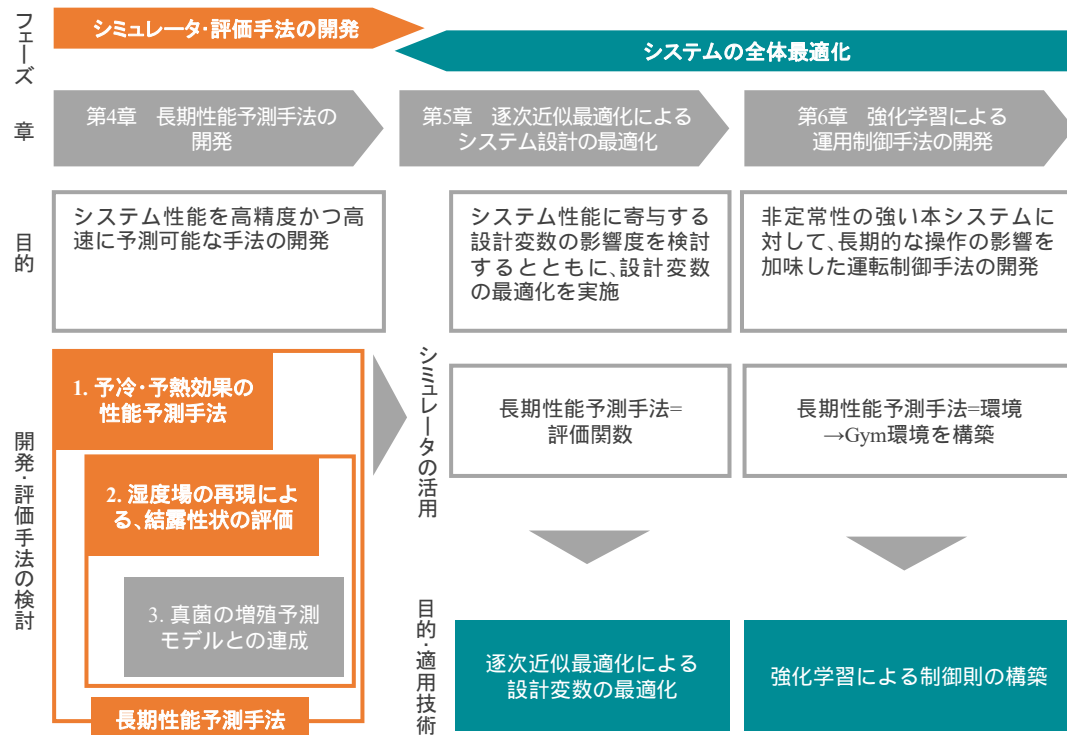 フェーズ
シミュレータ・評価手法の開発
システムの全体最適化
章
第4章　長期性能予測手法の
開発
第5章　逐次近似最適化による
システム設計の最適化
第6章　強化学習による
運用制御手法の開発
目的
システム性能を高精度かつ高
速に予測可能な手法の開発
システム性能に寄与する
設計変数の影響度を検討
するとともに、設計変数
の最適化を実施
非定常性の強い本システムに
対して、長期的な操作の影響を
加味した運転制御手法の開発
開発・評価手法の検討
1. 予冷・予熱効果の
性能予測手法
2. 湿度場の再現によ
る、結露性状の評価
3. 真菌の増殖予測
モデルとの連成
長期性能予測手法
シミュレータの活用
長期性能予測手法=
評価関数
長期性能予測手法=環境
→Gym環境を構築
目的・適用技術
逐次近似最適化による
設計変数の最適化
強化学習による制御則の構築